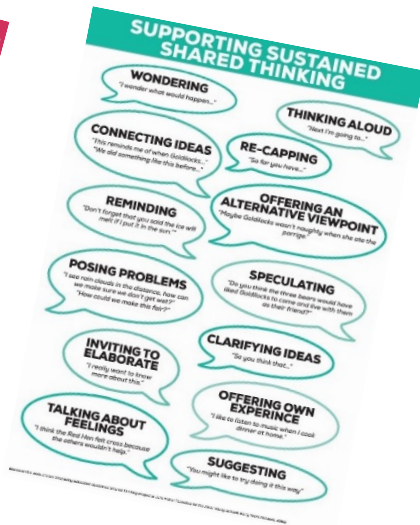 SUPPORTING SUSTAINED
SHARED THINKING
WONDERING
"I wonder what would happen..."
THINKING ALOUD
"Next I'm going to..."
CONNECTING IDEAS
"This reminds me of when Goldilocks..."
"We did something like this before..."
RE-CAPPING
"So far you have..."
REMINDING
"Don't forget that you said the ice will
melt if I put it in the sun."
OFFERING AN
ALTERNATIVE VIEWPOINT
"Maybe Goldilocks wasn't naughty when she ate the
porrige."
POSING PROBLEMS
"I see rain clouds in the distance, how can
we make sure we don't get wet?"
"How could we make this fair?"
SPECULATING
"Do you think the three bears would have
liked Goldilocks to come and live with them
as their friend?"
INVITING TO
ELABORATE
"I really want to know
more about this."
CLARIFYING IDEAS
"So you think that..."
TALKING ABOUT
FEELINGS
"I think the Red Hen felt cross because
the others wouldn't help."
OFFERING OWN
EXPERINCE
"I like to listen to music when I cook
dinner at home."
SUGGESTING
"You might like to try doing it this way"